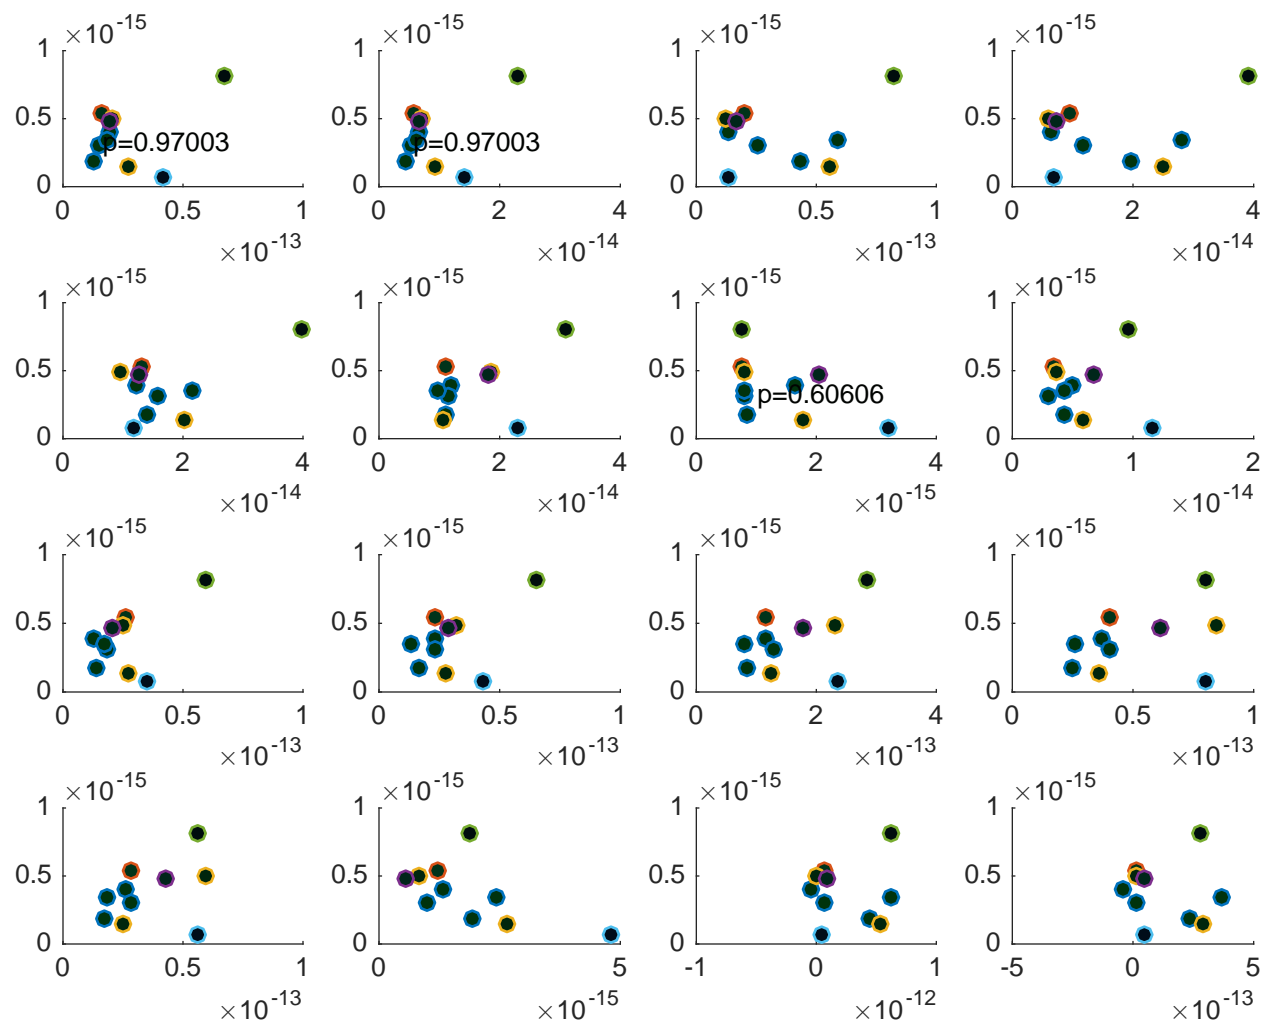 ×10-15 ×10-15 ×10-15 ×10-15
1 1 1 1
0.5 0.5 0.5 0.5
p=0.97003 p=0.97003
0 0 0 0
0 0.5 1 0 2 4 0 0.5 1 0 2 4
×10-13 ×10-14 ×10-13 ×10-14
×10-15 ×10-15 ×10-15 ×10-15
1 1 1 1
0.5 0.5 0.5 0.5
p=0.60606
0 0 0 0
0 2 4 0 2 4 0 2 4 0 1 2
×10-14 ×10-14 ×10-15 ×10-14
×10-15 ×10-15 ×10-15 ×10-15
1 1 1 1
0.5 0.5 0.5 0.5
0 0 0 0
0 0.5 1 0 0.5 1 0 2 4 0 0.5 1
×10-13 ×10-13 ×10-13 ×10-13
×10-15 ×10-15 ×10-15 ×10-15
1 1 1 1
0.5 0.5 0.5 0.5
0 0 0 0
0 0.5 1 0 5 -1 0 1 -5 0 5
×10-13 ×10-15 ×10-12 ×10-13